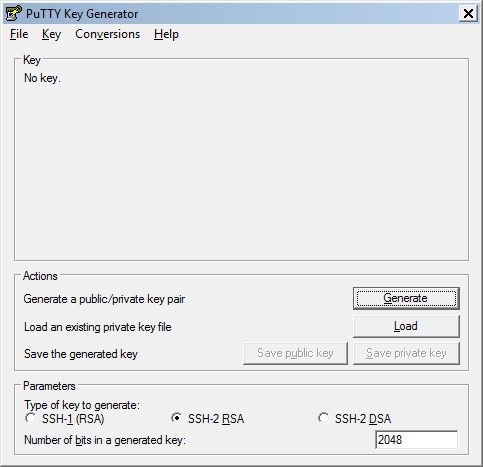 PuTTY Key Generator
File Key Conversions Help
Key
No key.
Actions
Generate a public/private key pair Generate
Load an existing private key file Load
Save the generated key Save public key Save private key
Parameters
Type of key to generate:
SSH-1 (RSA) SSH-2 RSA SSH-2 DSA
Number of bits in a generated key: 2048